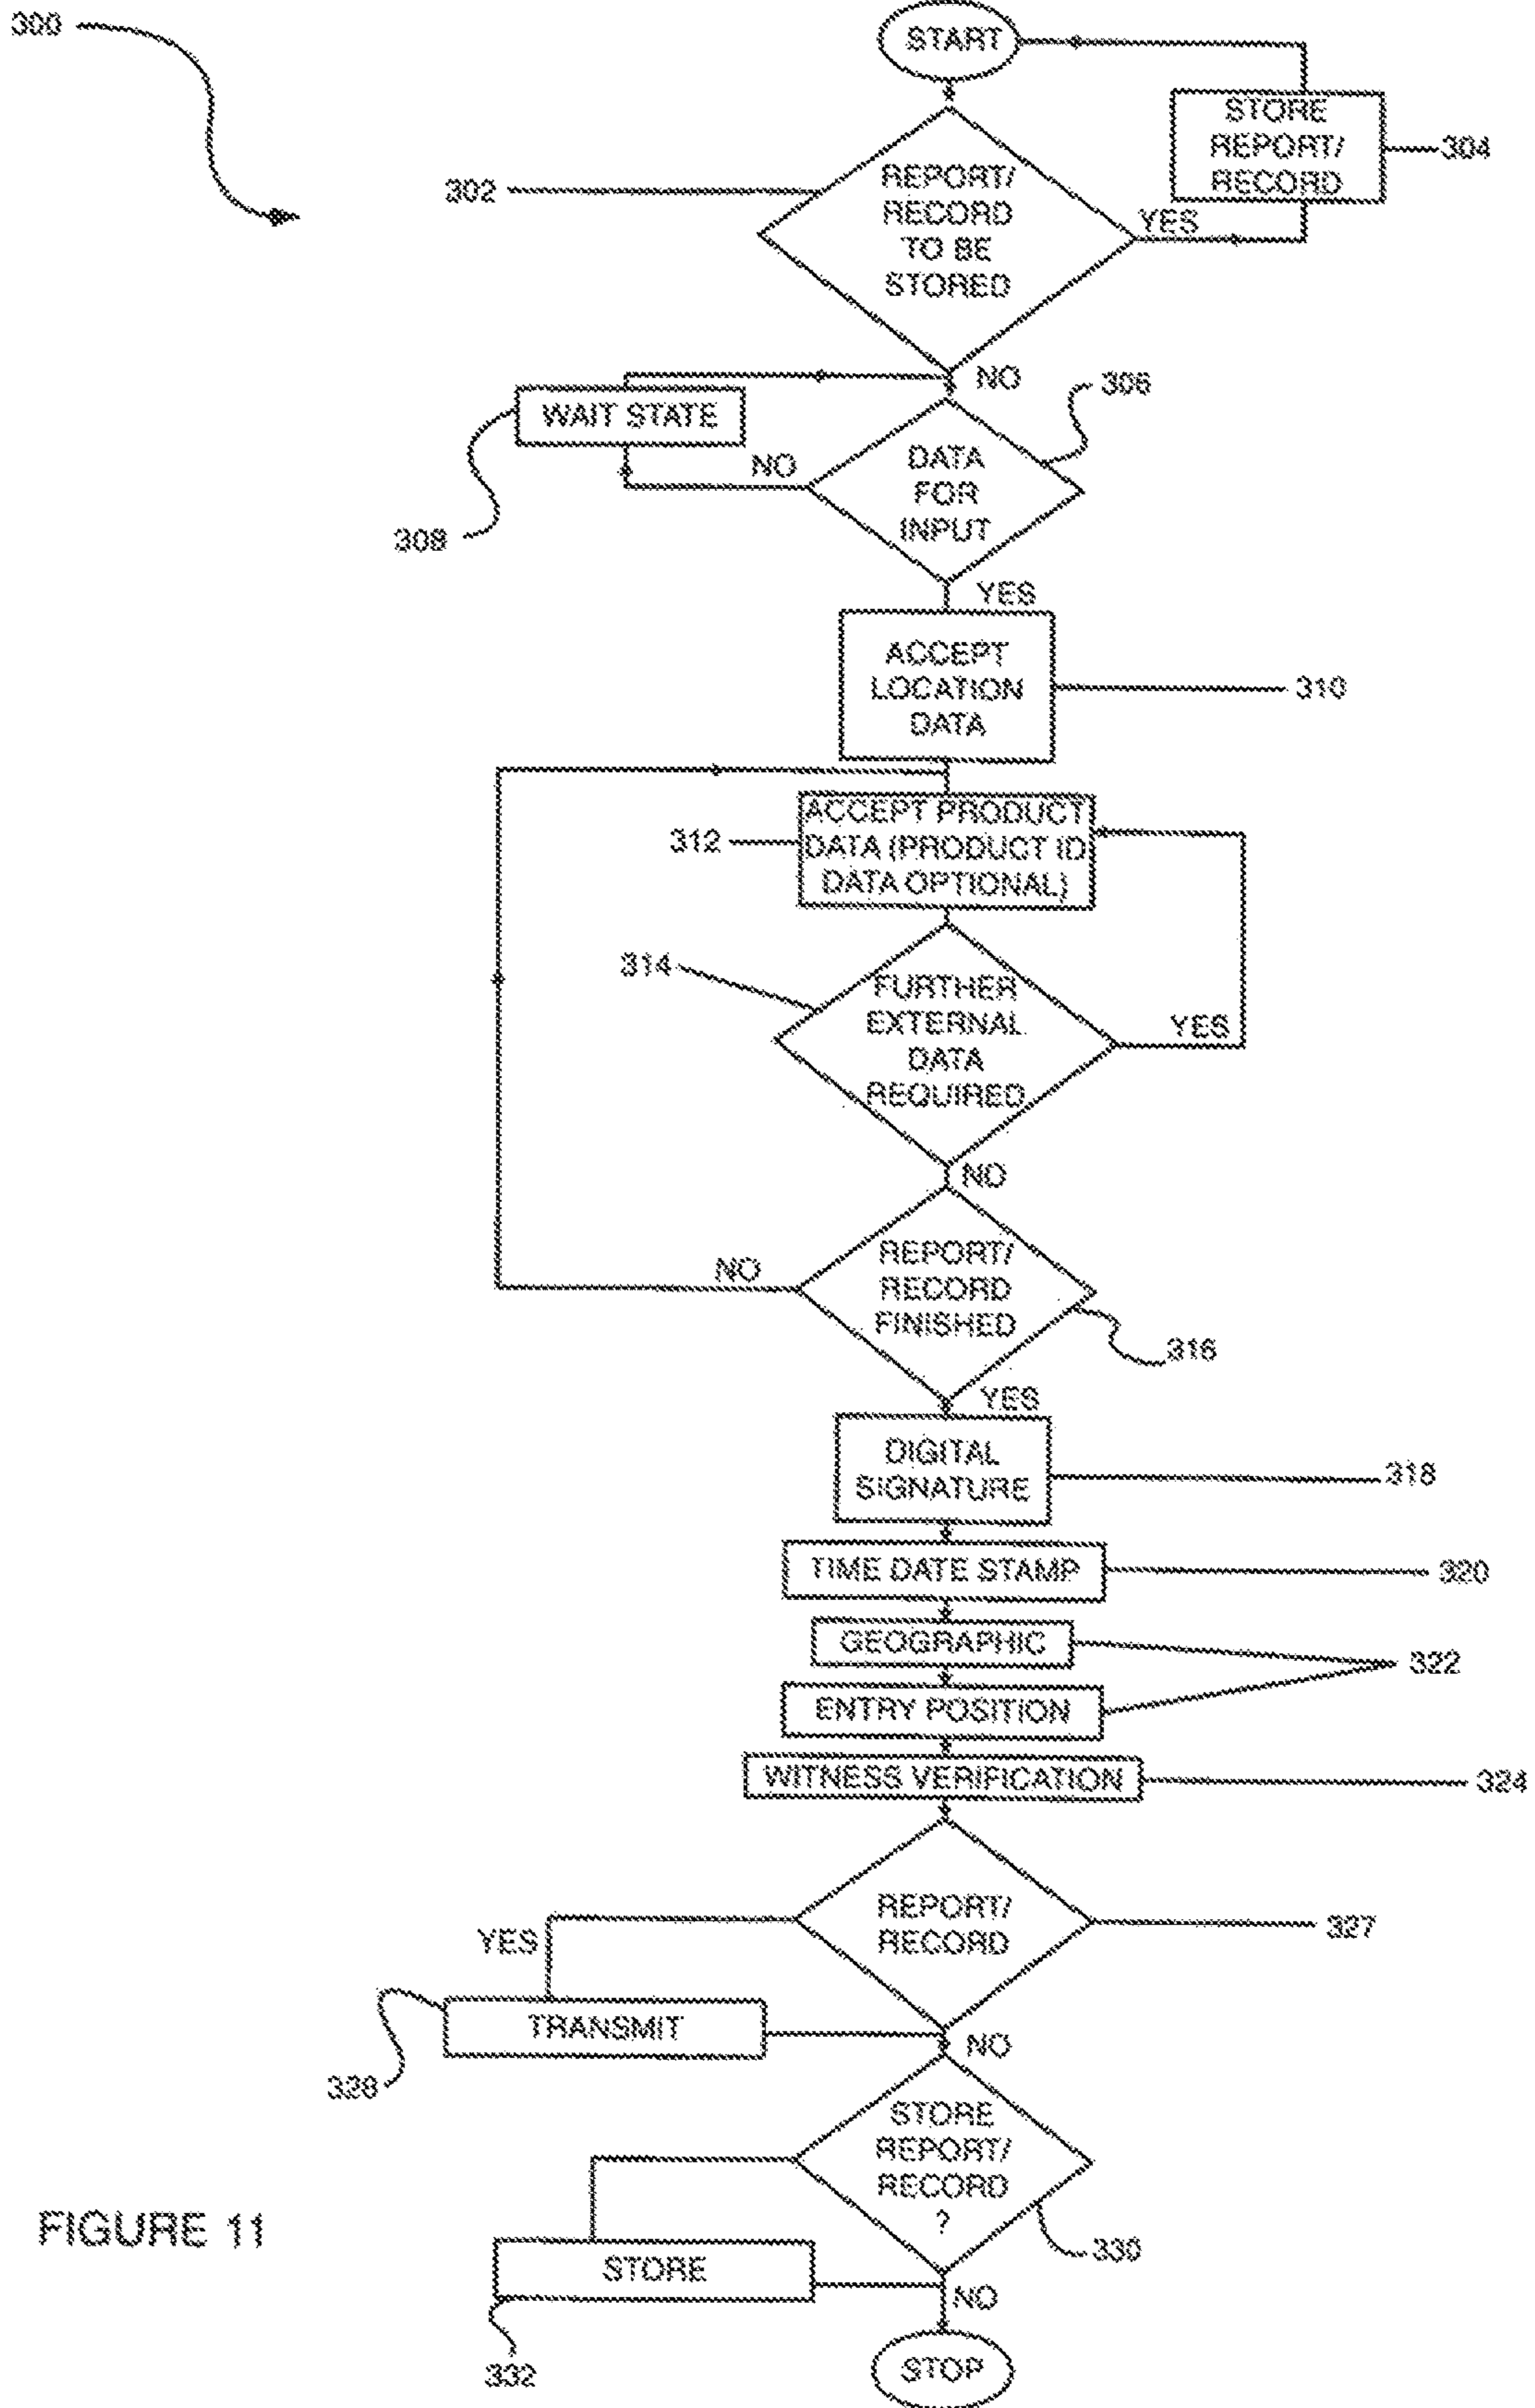 300
START
STORE
REPORT/
RECORD
304
302
REPORT/
RECORD
TO BE
STORED
YES
NO
306
WAIT STATE
NO
DATA
FOR
INPUT
308
YES
ACCEPT
LOCATION
DATA
310
312
ACCEPT PRODUCT
DATA (PRODUCT ID
DATA OPTIONAL)
314
FURTHER
EXTERNAL
DATA
REQUIRED
YES
NO
NO
REPORT/
RECORD
FINISHED
316
YES
DIGITAL
SIGNATURE
318
TIME DATE STAMP
320
GEOGRAPHIC
322
ENTRY POSITION
WITNESS VERIFICATION
324
YES
REPORT/
RECORD
327
TRANSMIT
NO
328
STORE
REPORT/
RECORD
?
330
FIGURE 11
STORE
NO
332
STOP